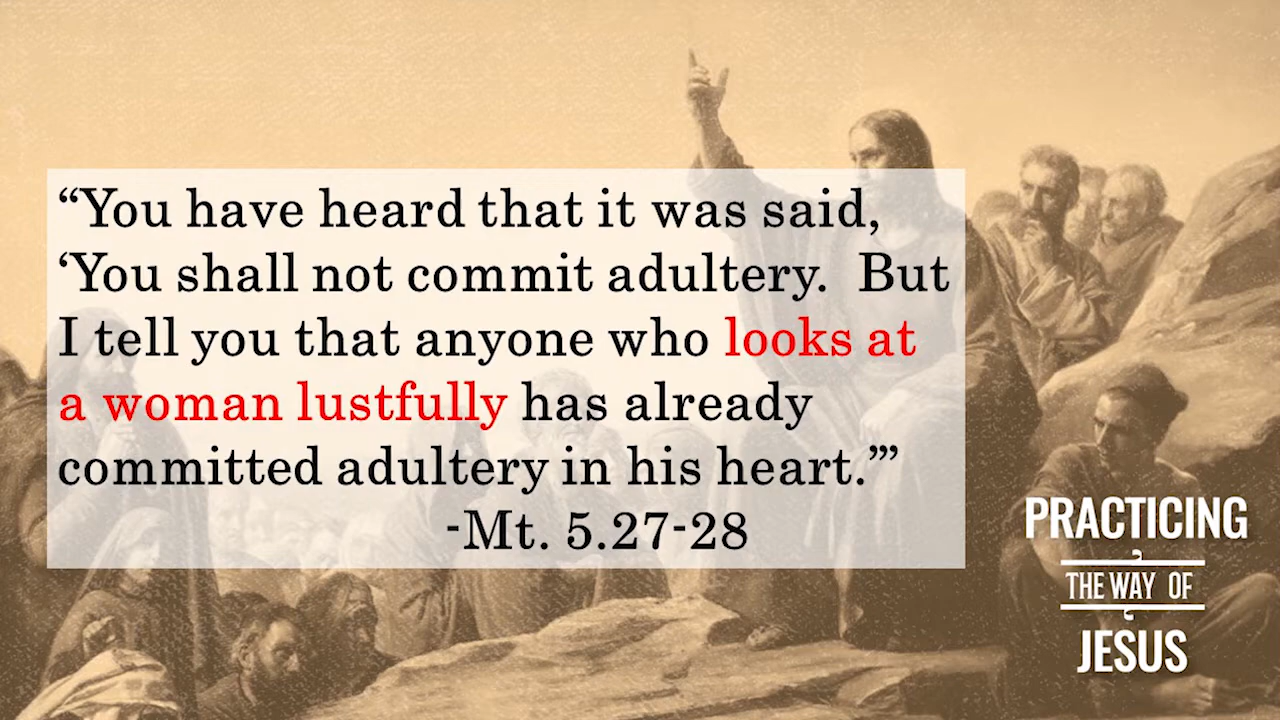 “You have heard that it was said,
‘You shall not commit adultery.  But
I tell you that anyone who looks at
a woman lustfully has already
committed adultery in his heart.”’
-Mt. 5.27-28
PRACTICING
THE WAY OF
JESUS